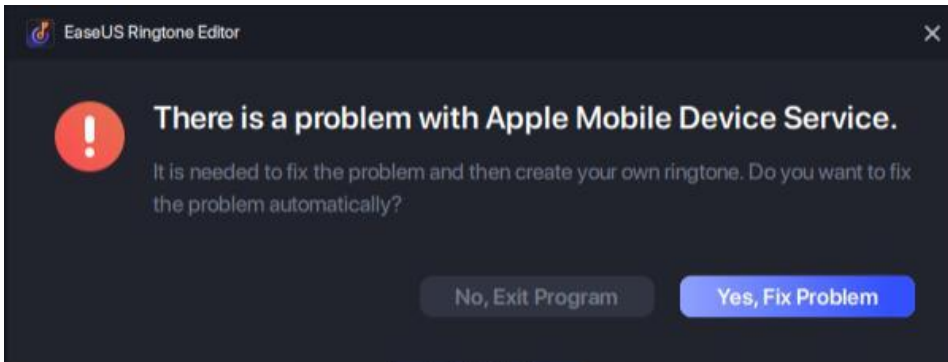 EaseUS Ringtone Editor
There is a problem with Apple Mobile Device Service.
It is needed to fix the problem and then create your own ringtone. Do you want to fix
the problem automatically?
No, Exit Program
Yes, Fix Problem